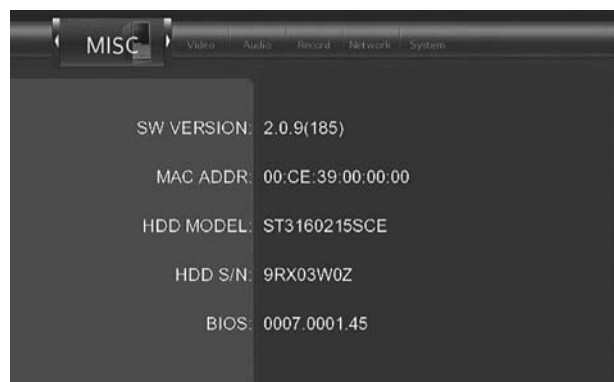 MISC Video Audio Record Network System
SW VERSION: 2.0.9(185)
MAC ADDR: 00:CE:39:00:00:00
HDD MODEL: ST3160215SCE
HDD S/N: 9RX03W0Z
BIOS: 0007.0001.45